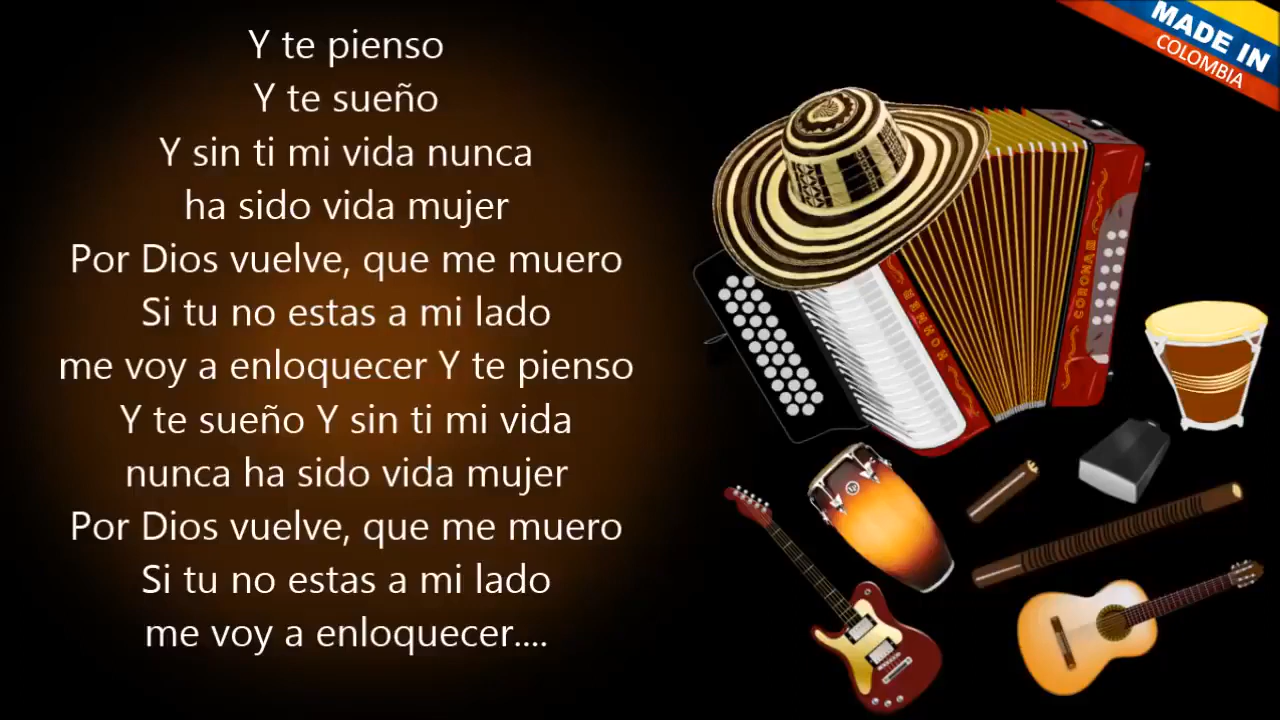 Y te pienso
Y te sueño
Y sin ti mi vida nunca
ha sido vida mujer
Por Dios vuelve, que me muero
Si tu no estas a mi lado
me voy a enloquecer Y te pienso
Y te sueño Y sin ti mi vida
nunca ha sido vida mujer
Por Dios vuelve, que me muero
Si tu no estas a mi lado
me voy a enloquecer....
MADE IN
COLOMBIA
HOHNER
CORONA III
LP